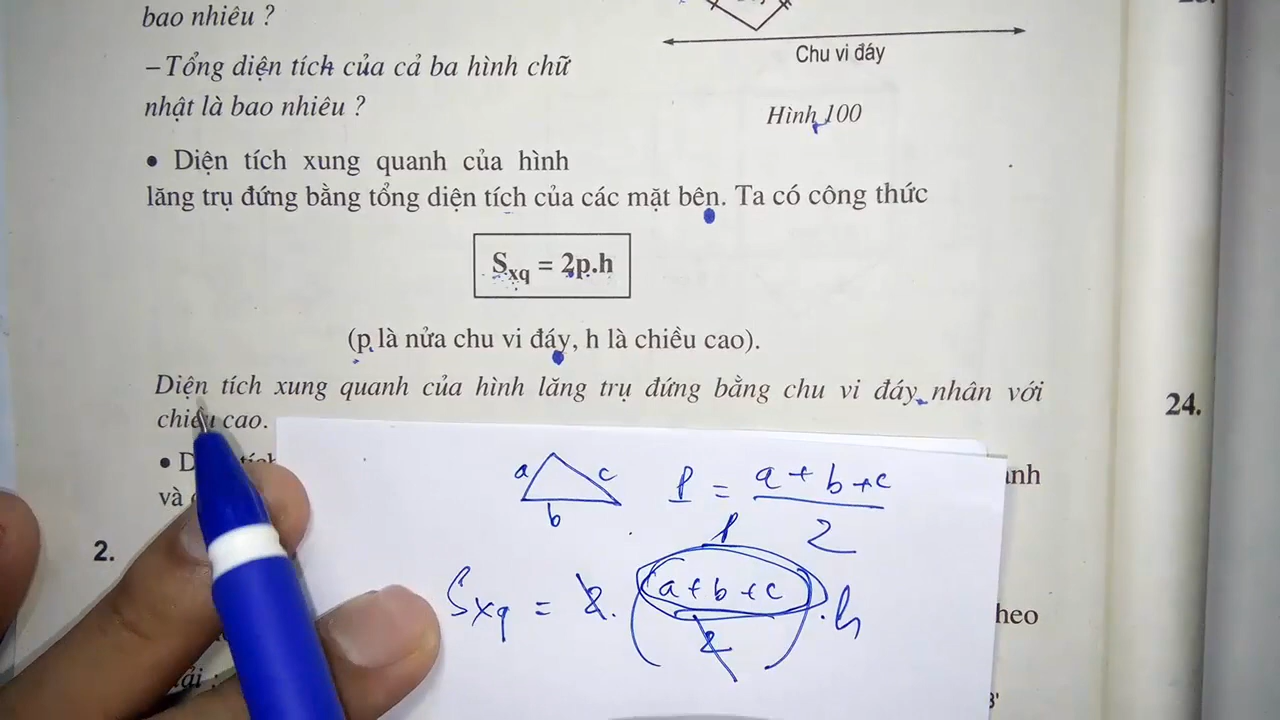 bao nhiêu ?
Chu vi đáy
– Tổng diện tích của cả ba hình chữ
nhật là bao nhiêu ?
Hình 100
• Diện tích xung quanh của hình
lăng trụ đứng bằng tổng diện tích của các mặt bên. Ta có công thức
Sxq = 2p.h
(p là nửa chu vi đáy, h là chiều cao).
Diện tích xung quanh của hình lăng trụ đứng bằng chu vi đáy nhân với
chiều cao.
24.
2.
a c
b
P = a+b+c
2
Sxq = 2. (a+b+c
2) .h